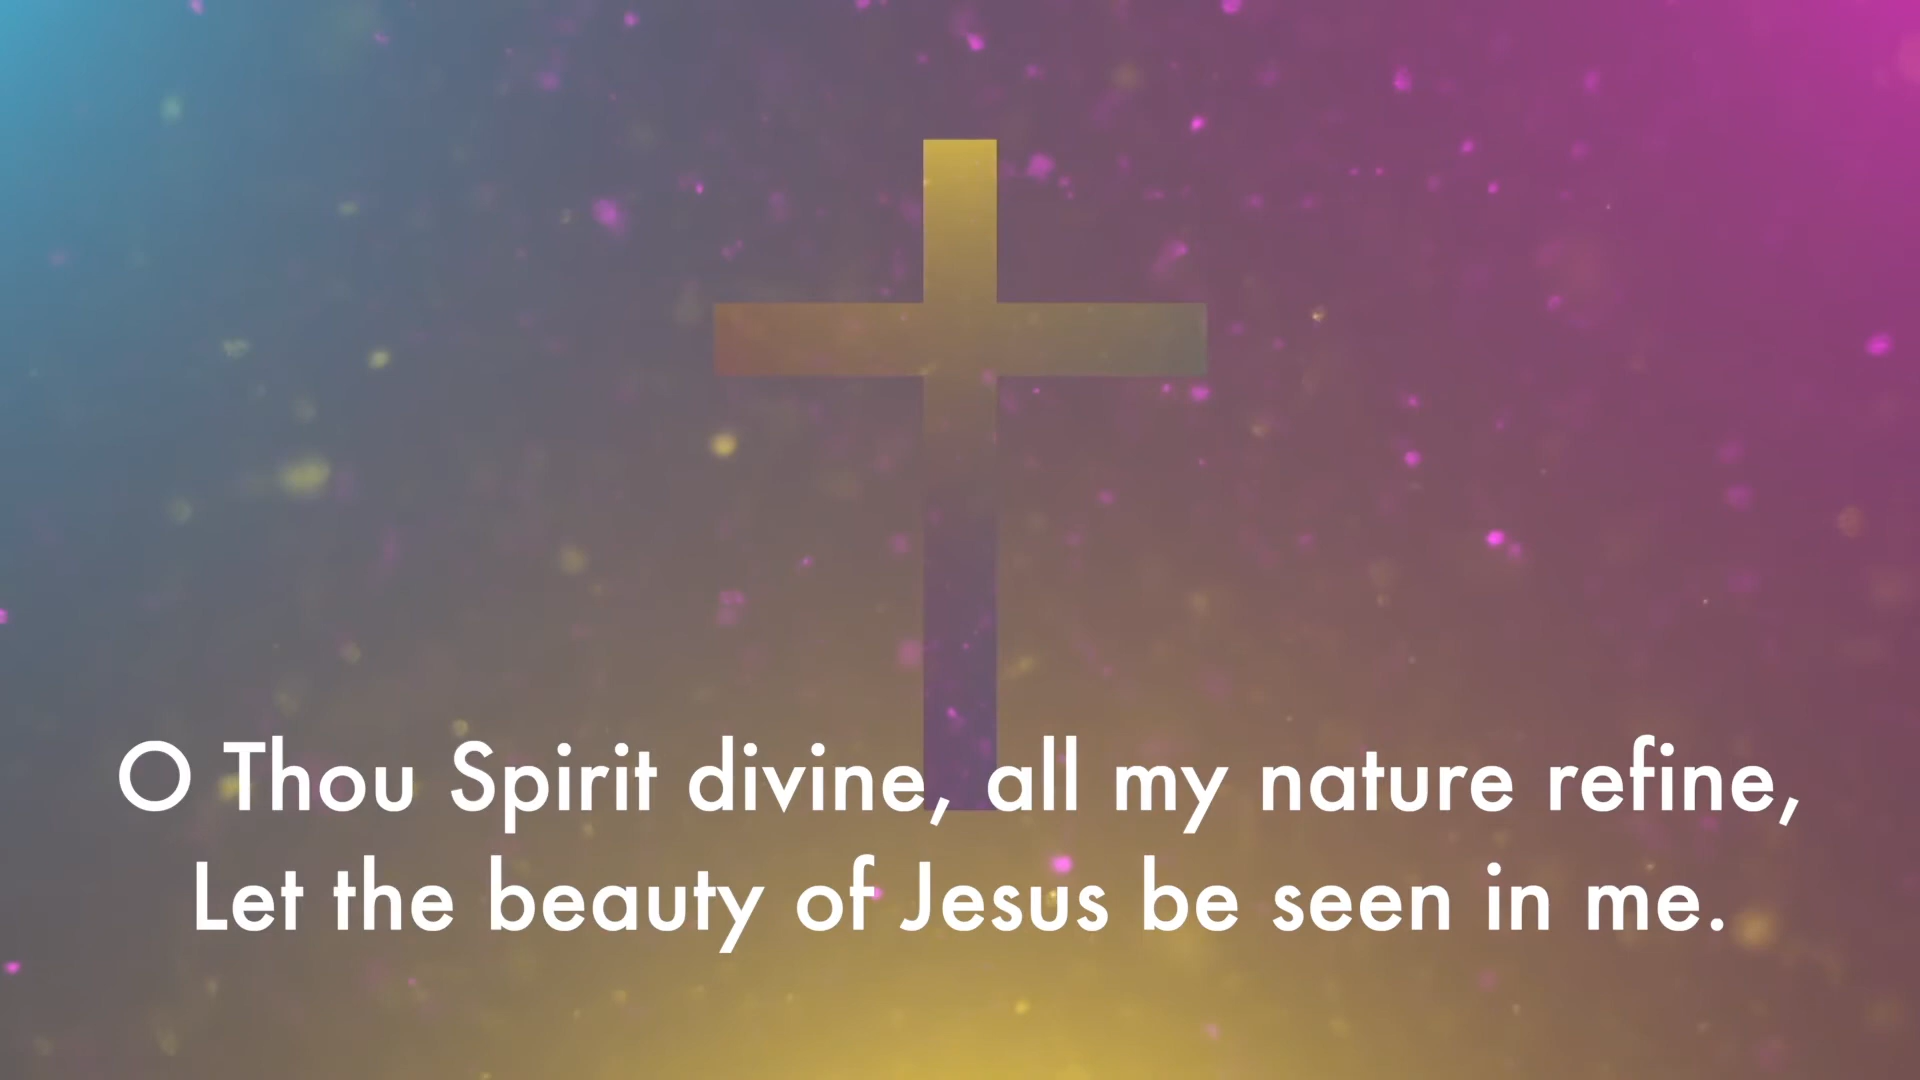 O Thou Spirit divine, all my nature refine,
Let the beauty of Jesus be seen in me.